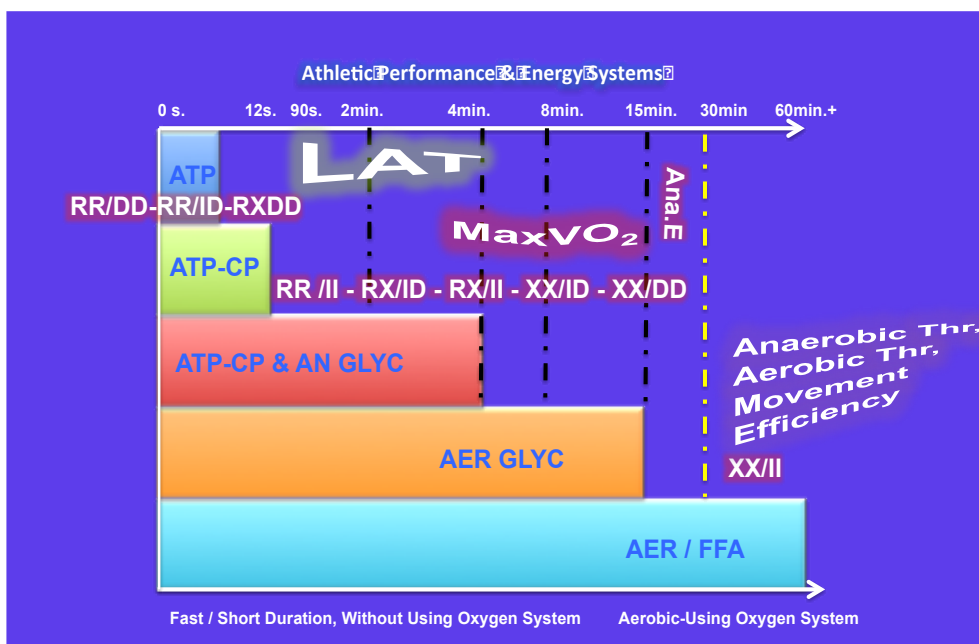 Athletic Performance & Energy Systems
0 s. 12s. 90s. 2min. 4min. 8min. 15min. 30min 60min.+
LAT
ATP
Ana.E
RR/DD-RR/ID-RXDD
MaxVO₂
ATP-CP
RR /II - RX/ID - RX/II - XX/ID - XX/DD
ATP-CP & AN GLYC
Anaerobic Thr,
Aerobic Thr,
Movement
Efficiency
AER GLYC
XX/II
AER / FFA
Fast / Short Duration, Without Using Oxygen System
Aerobic-Using Oxygen System